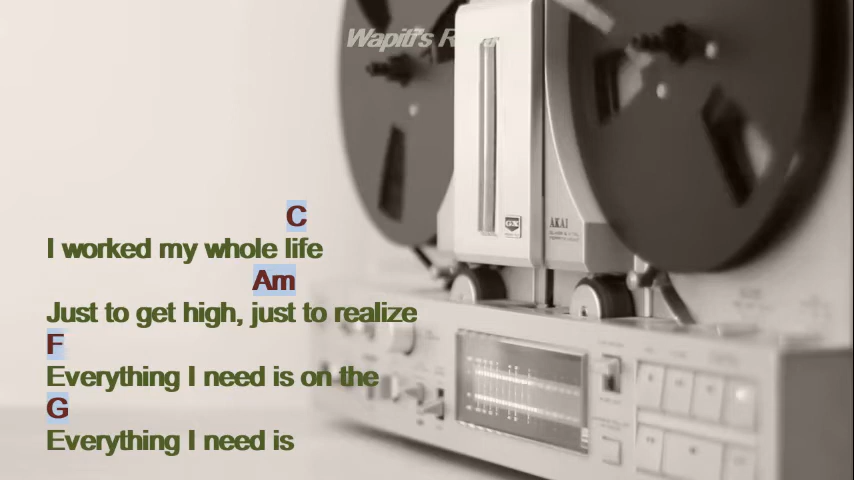 Wapiti's R
C
I worked my whole life
Am
Just to get high, just to realize
F
Everything I need is on the
G
Everything I need is
GX
AKAI